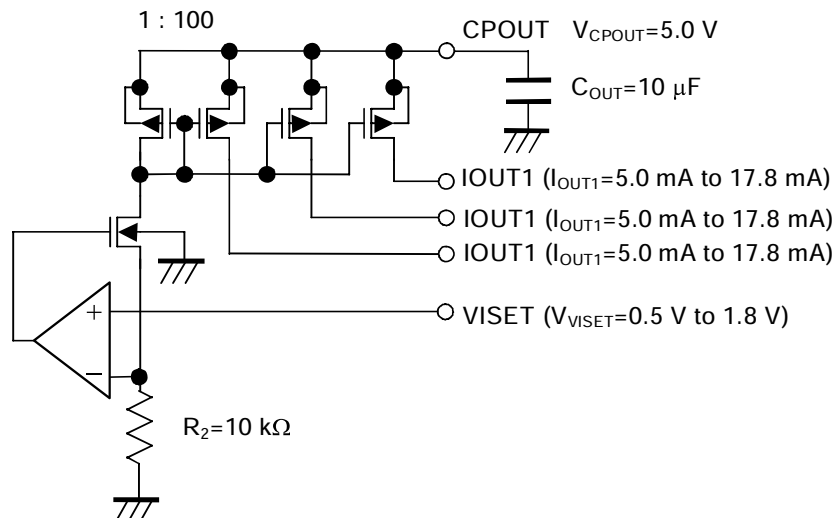 1 : 100
CPOUT V_CPOUT=5.0 V
C_OUT=10 μF
IOUT1 (I_OUT1=5.0 mA to 17.8 mA)
IOUT1 (I_OUT1=5.0 mA to 17.8 mA)
IOUT1 (I_OUT1=5.0 mA to 17.8 mA)
+
VISET (V_VISET=0.5 V to 1.8 V)
−
R_2=10 kΩ